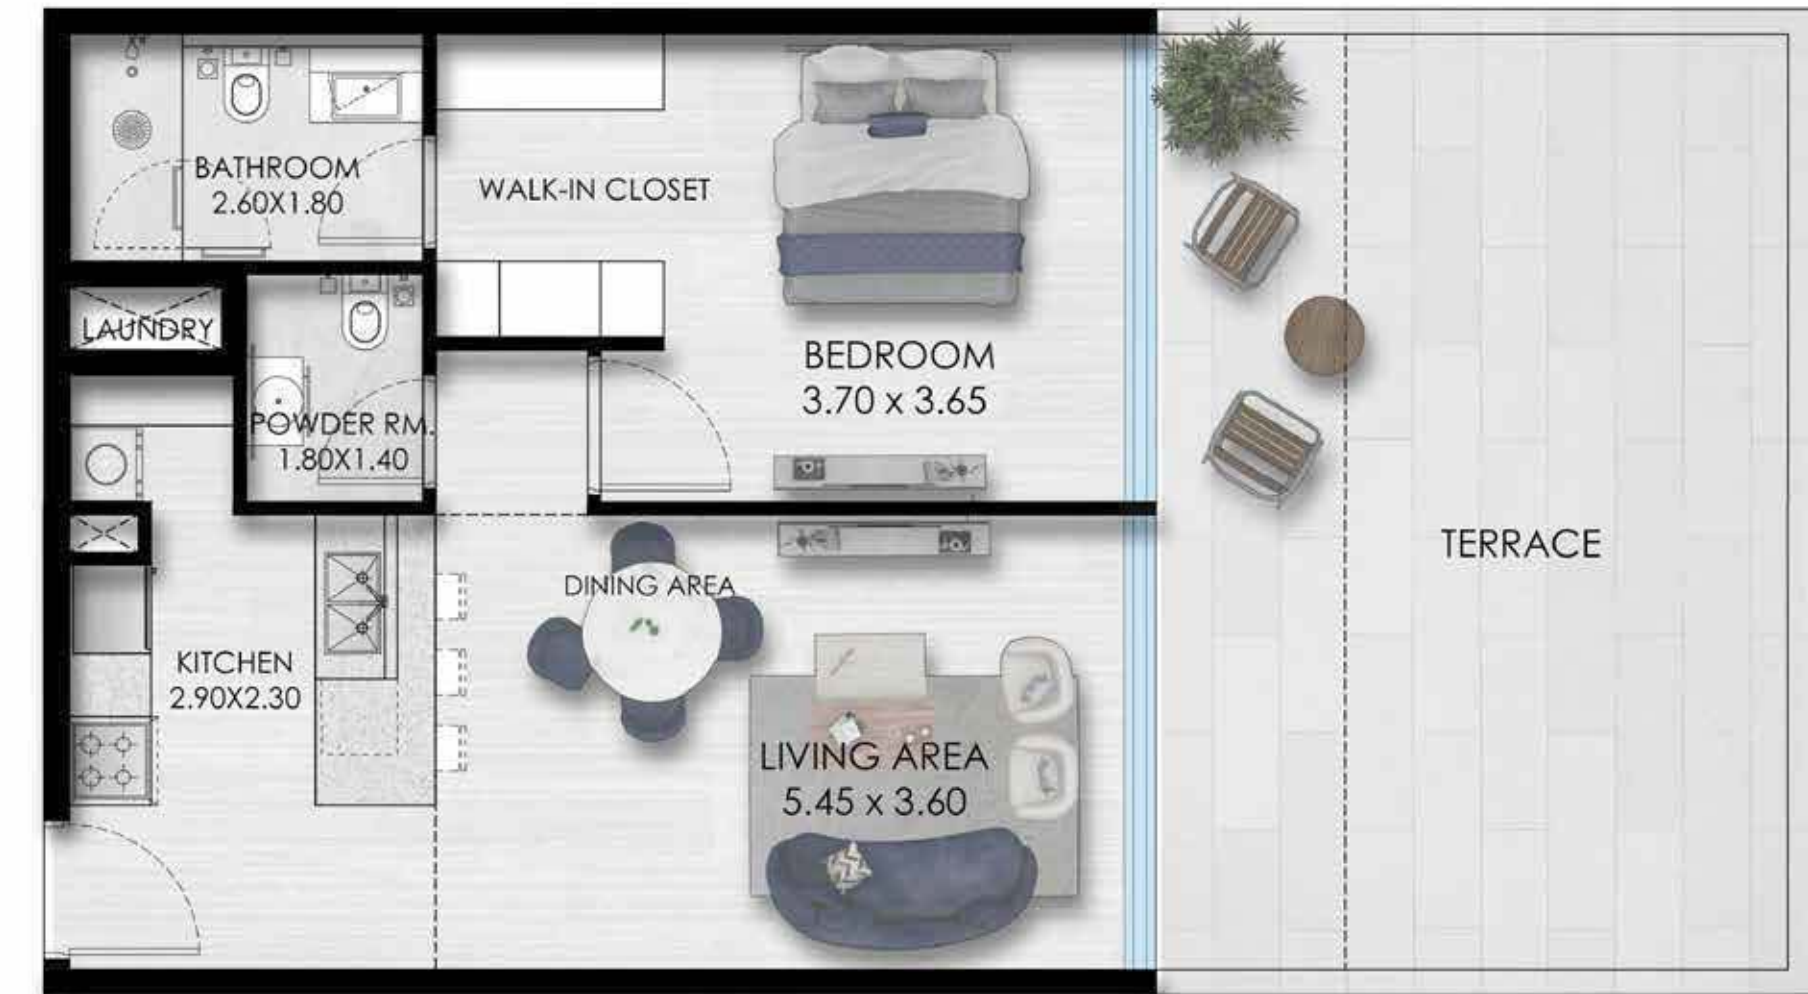 BATHROOM
2.60X1.80
WALK-IN CLOSET
LAUNDRY
BEDROOM
3.70 x 3.65
POWDER RM.
1.80X1.40
TERRACE
DINING AREA
KITCHEN
2.90X2.30
LIVING AREA
5.45 x 3.60